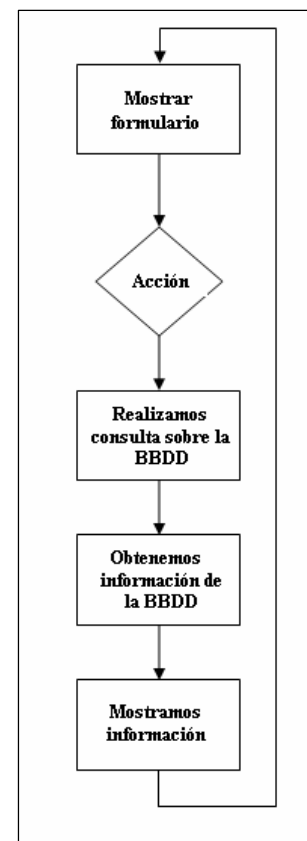 Mostrar
formulario
Acción
Realizamos
consulta sobre la
BBDD
Obtenemos
información de
la BBDD
Mostramos
información